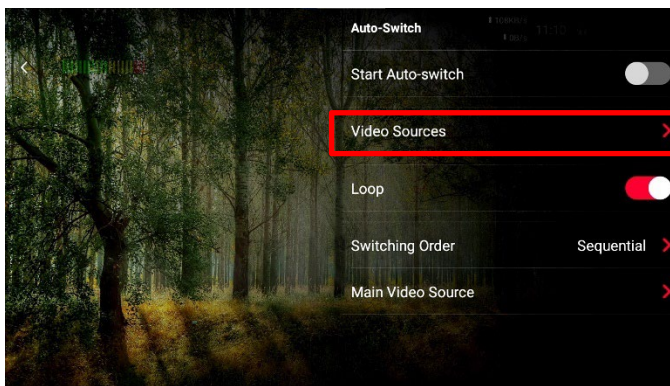 Auto-Switch
Start Auto-switch
Video Sources
Loop
Switching Order Sequential
Main Video Source